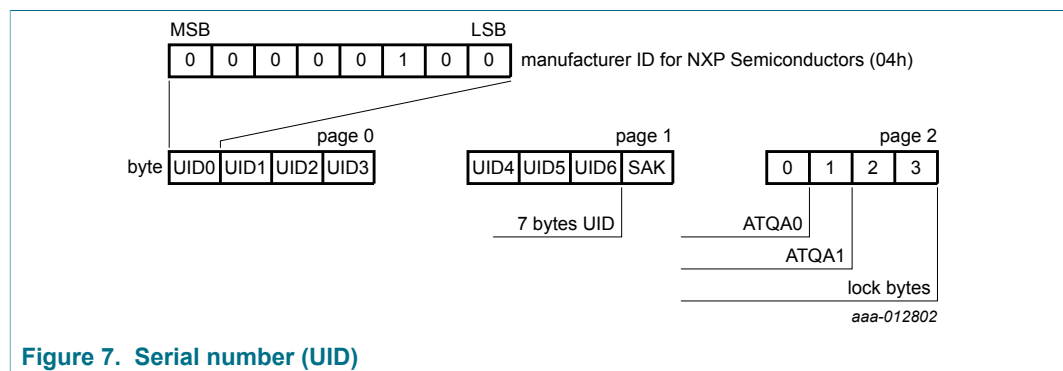 MSB LSB
0 0 0 0 0 1 0 0 manufacturer ID for NXP Semiconductors (04h)
page 0 page 1 page 2
byte UID0 UID1 UID2 UID3 UID4 UID5 UID6 SAK 0 1 2 3
7 bytes UID ATQA0
ATQA1
lock bytes
aaa-012802
Figure 7. Serial number (UID)